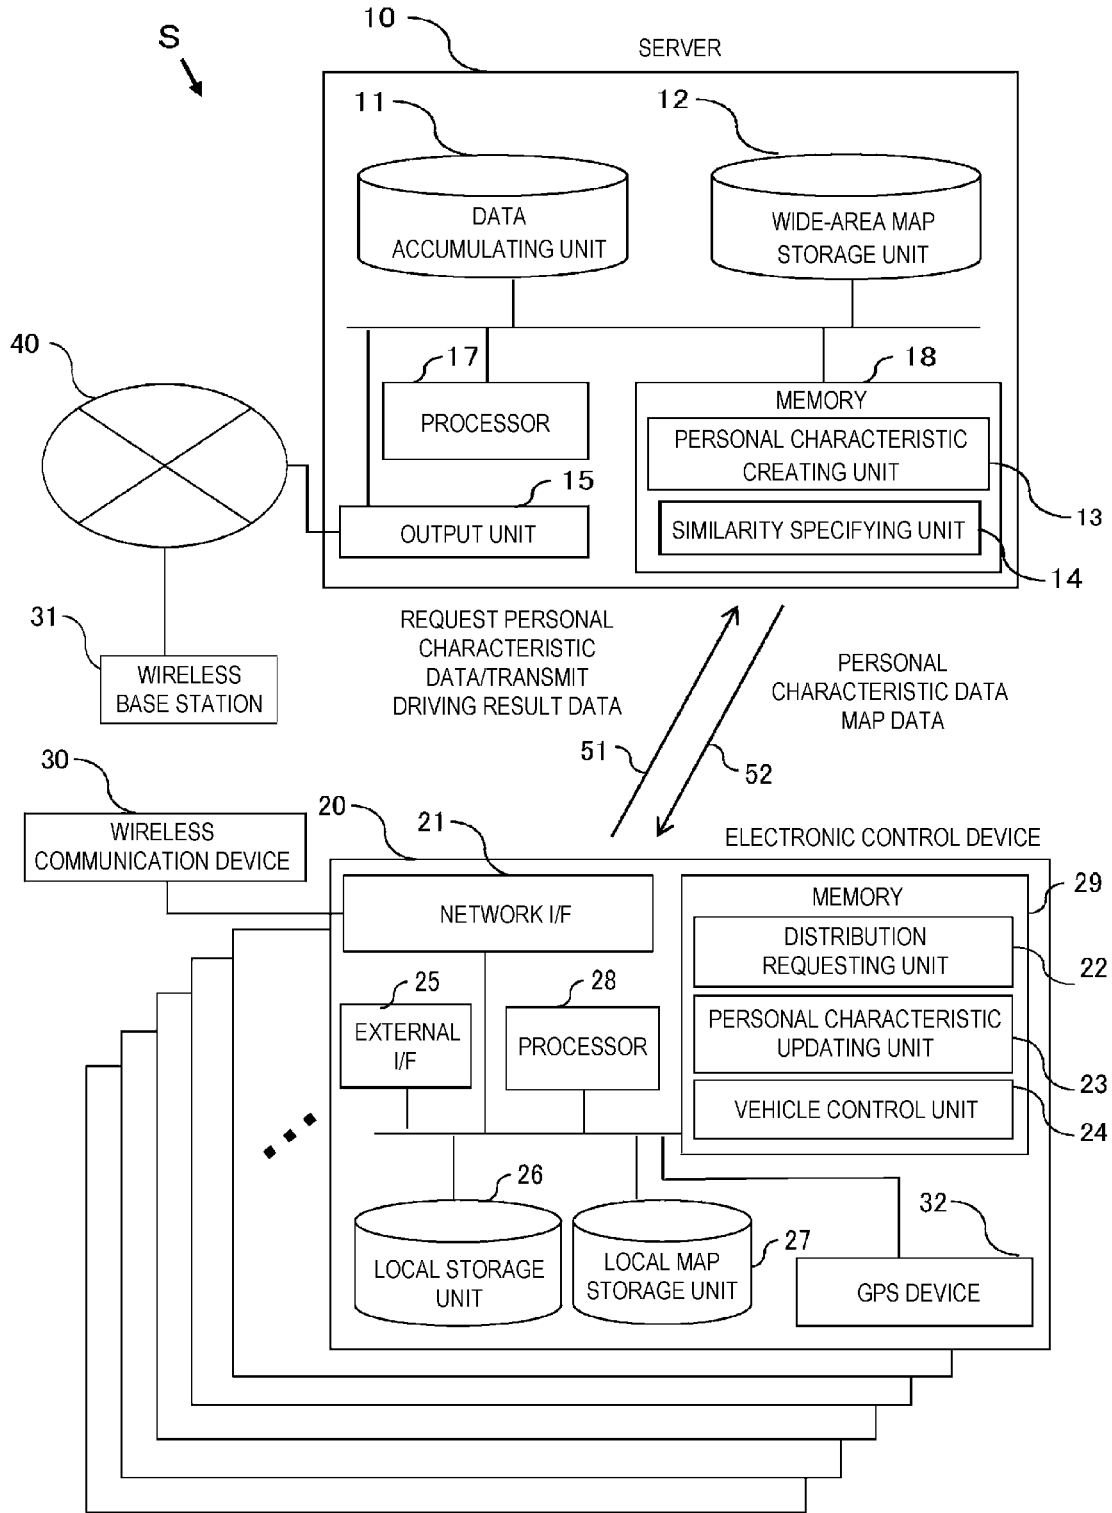 S
10
SERVER
11
12
DATA
ACCUMULATING UNIT
WIDE-AREA MAP
STORAGE UNIT
40
17
18
PROCESSOR
MEMORY
PERSONAL CHARACTERISTIC
CREATING UNIT
15
13
OUTPUT UNIT
SIMILARITY SPECIFYING UNIT
14
31
WIRELESS
BASE STATION
REQUEST PERSONAL
CHARACTERISTIC
DATA/TRANSMIT
DRIVING RESULT DATA
PERSONAL
CHARACTERISTIC DATA
MAP DATA
51
52
30
WIRELESS
COMMUNICATION DEVICE
20
21
ELECTRONIC CONTROL DEVICE
NETWORK I/F
29
MEMORY
DISTRIBUTION
REQUESTING UNIT
22
25
28
EXTERNAL
I/F
PROCESSOR
PERSONAL CHARACTERISTIC
UPDATING UNIT
23
VEHICLE CONTROL UNIT
24
26
27
32
LOCAL STORAGE
UNIT
LOCAL MAP
STORAGE UNIT
GPS DEVICE